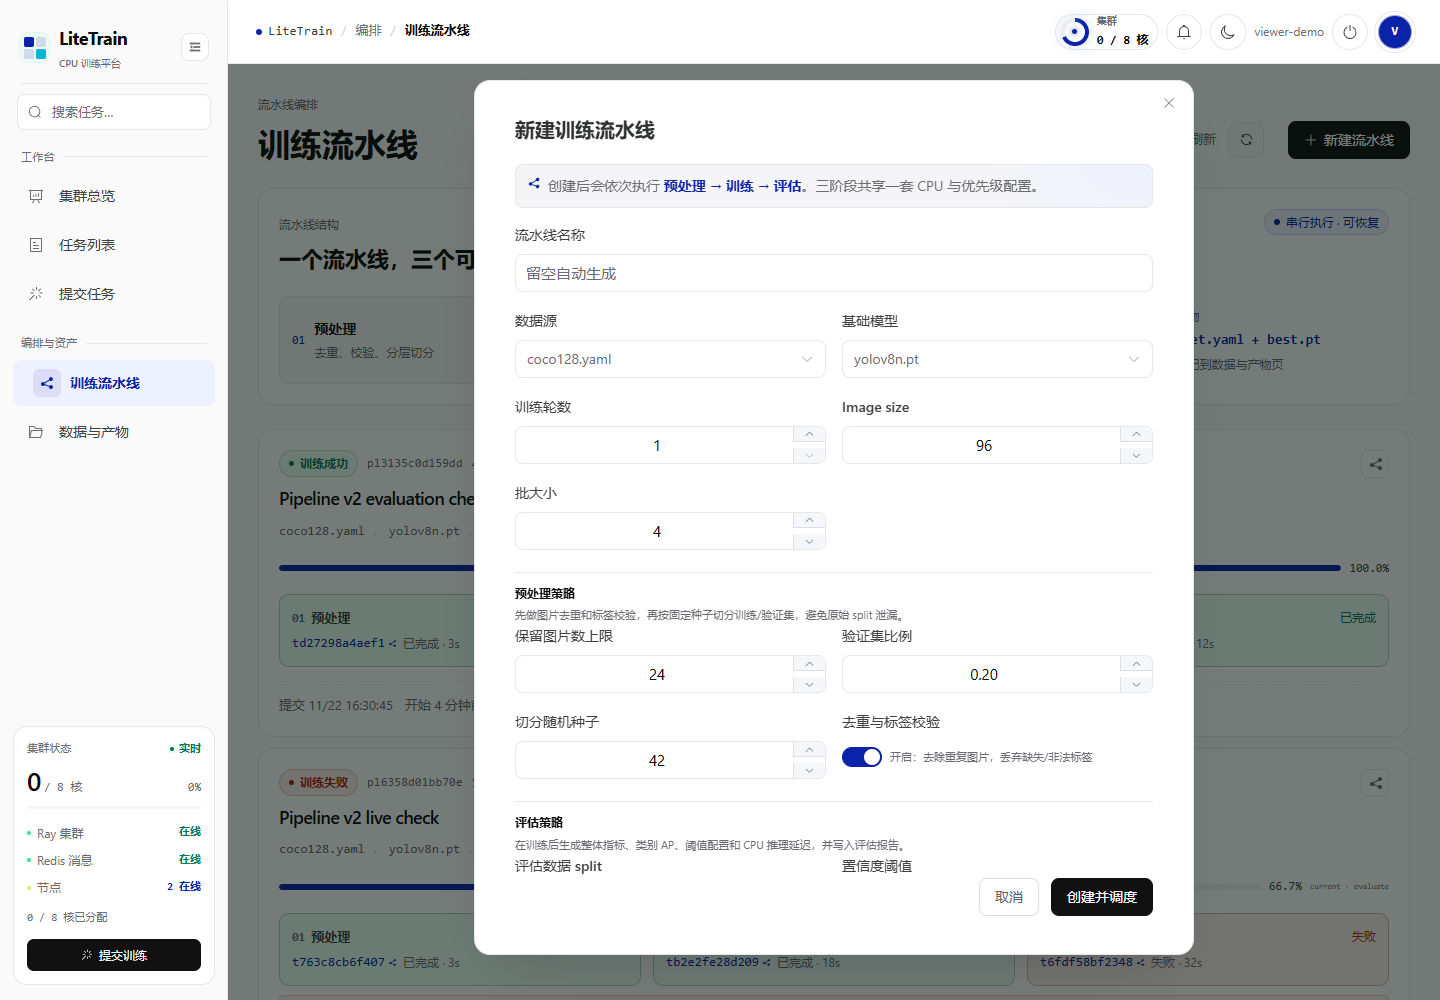 LiteTrain
CPU 训练平台
搜索任务...
工作台
集群总览
任务列表
提交任务
编排与资产
训练流水线
数据与产物
集群状态
实时
0 / 8 核
0%
Ray 集群
在线
Redis 消息
在线
节点
2 在线
0 / 8 核已分配
提交训练
LiteTrain / 编排 / 训练流水线
集群
0 / 8 核
viewer-demo
V
流水线编排
训练流水线
刷新
新建流水线
流水线结构
串行执行 · 可恢复
一个流水线，三个可
01
预处理
去重、校验、分层切分
et.yaml + best.pt
到数据与产物页
训练成功
pl3135c0d159dd
Pipeline v2 evaluation che
coco128.yaml . yolov8n.pt
100.0%
01 预处理
td27298a4aef1 已完成 · 3s
已完成
12s
提交 11/22 16:30:45 开始 4 分钟前
训练失败
pl6358d01bb70e
Pipeline v2 live check
coco128.yaml . yolov8n.pt
66.7% current · evaluate
01 预处理
t763c8cb6f407 已完成 · 3s
tb2e2fe28d209 已完成 · 18s
失败
t6fdf58bf2348 失败 · 32s
新建训练流水线
创建后会依次执行 预处理 → 训练 → 评估。三阶段共享一套 CPU 与优先级配置。
流水线名称
留空自动生成
数据源
基础模型
coco128.yaml
yolov8n.pt
训练轮数
Image size
1
96
批大小
4
预处理策略
先做图片去重和标签校验，再按固定种子切分训练/验证集，避免原始 split 泄漏。
保留图片数上限
验证集比例
24
0.20
切分随机种子
去重与标签校验
42
开启：去除重复图片，丢弃缺失/非法标签
评估策略
在训练后生成整体指标、类别 AP、阈值配置和 CPU 推理延迟，并写入评估报告。
评估数据 split
置信度阈值
取消
创建并调度